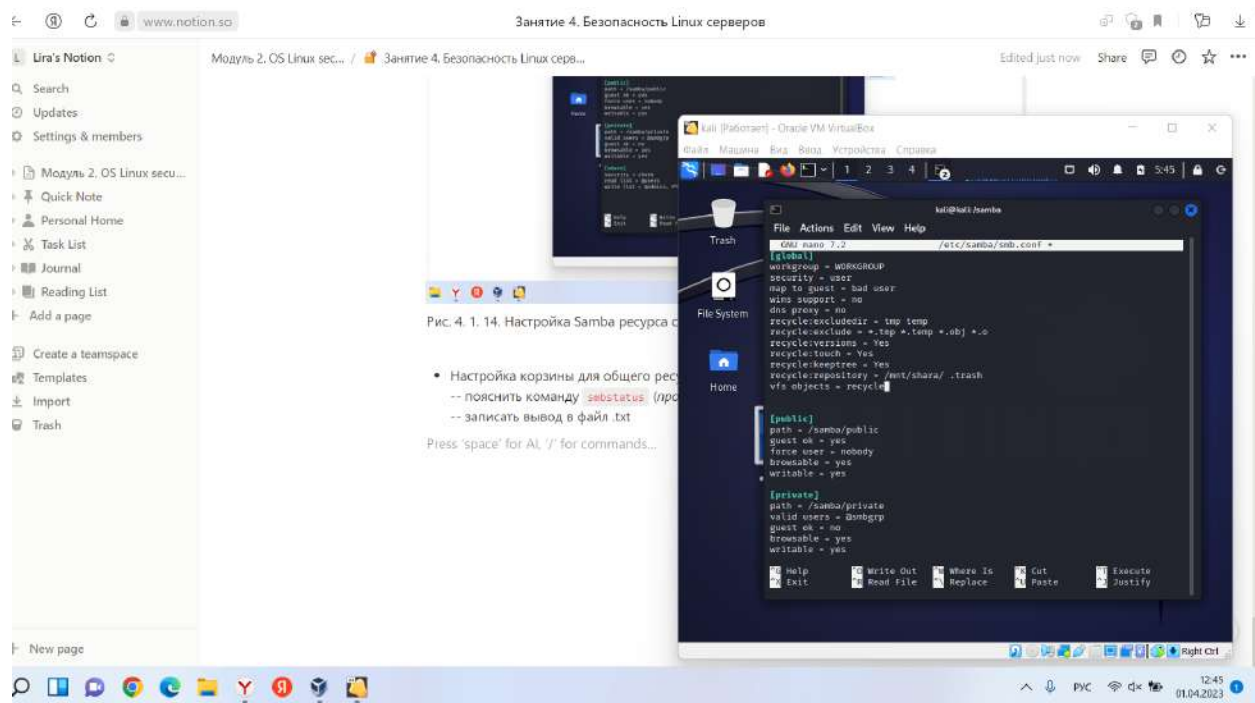 www.notion.so
Занятие 4. Безопасность Linux серверов
Lira's Notion
Модуль 2. OS Linux sec... / Занятие 4. Безопасность Linux серв...
Edited just now Share
Search
Updates
Settings & members
Модуль 2. OS Linux secu...
Quick Note
Personal Home
Task List
Journal
Reading List
Add a page
Create a teamspace
Templates
Import
Trash
New page
Рис. 4. 1. 14. Настройка Samba ресурса с
• Настройка корзины для общего рес
-- пояснить команду smbstatus (про
-- записать вывод в файл .txt
Press 'space' for AI, '/' for commands...
kali [Работает] - Oracle VM VirtualBox
Файл Машина Вид Ввод Устройства Справка
1 2 3 4
5:45
Trash
File System
Home
kali@kali: /samba
File Actions Edit View Help
GNU nano 7.2 /etc/samba/smb.conf *
[global]
workgroup = WORKGROUP
security = user
map to guest = bad user
wins support = no
dns proxy = no
recycle:excludedir = tmp temp
recycle:exclude = *.tmp *.temp *.obj *.o
recycle:versions = Yes
recycle:touch = Yes
recycle:keeptree = Yes
recycle:repository = /mnt/shara/ .trash
vfs objects = recycle
[public]
path = /samba/public
guest ok = yes
force user = nobody
browsable = yes
writable = yes
[private]
path = /samba/private
valid users = @smbgrp
guest ok = no
browsable = yes
writable = yes
^G Help ^O Write Out ^W Where Is ^K Cut ^T Execute
^X Exit ^R Read File ^\ Replace ^U Paste ^J Justify
Right Ctrl
РУС
12:45
01.04.2023